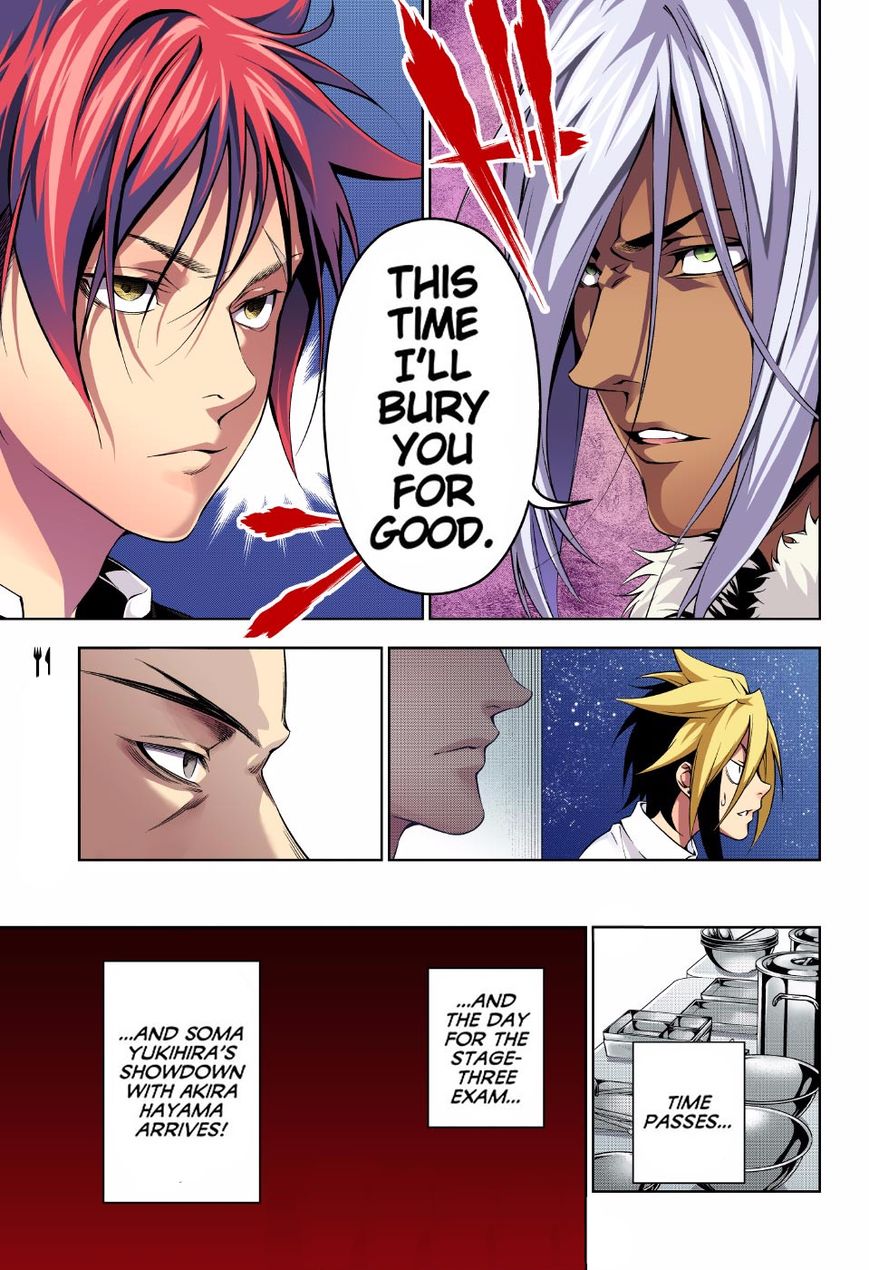 THIS
TIME
I'LL
BURY
YOU
FOR
GOOD.
TIME
PASSES...
...AND
THE DAY
FOR THE
STAGE-
THREE
EXAM...
...AND SOMA
YUKIHIRA'S
SHOWDOWN
WITH AKIRA
HAYAMA
ARRIVES!